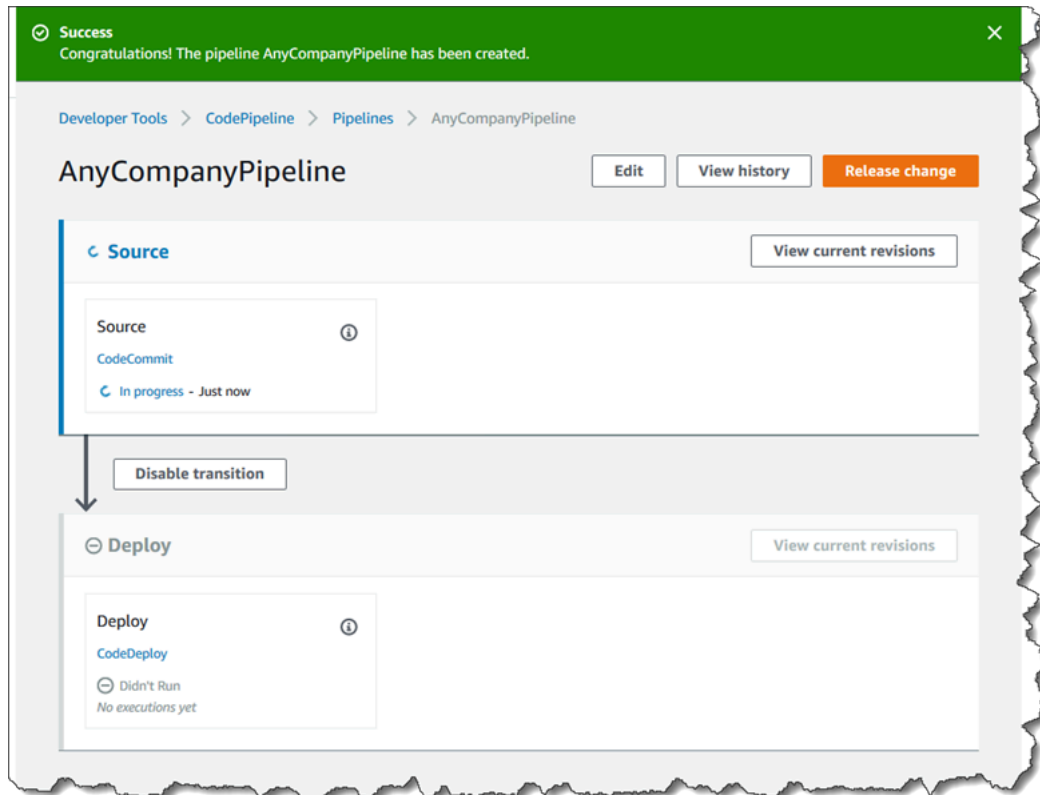 Success
Congratulations! The pipeline AnyCompanyPipeline has been created.
Developer Tools > CodePipeline > Pipelines > AnyCompanyPipeline
AnyCompanyPipeline
Edit
View history
Release change
Source
View current revisions
Source
CodeCommit
In progress - Just now
Disable transition
Deploy
View current revisions
Deploy
CodeDeploy
Didn't Run
No executions yet